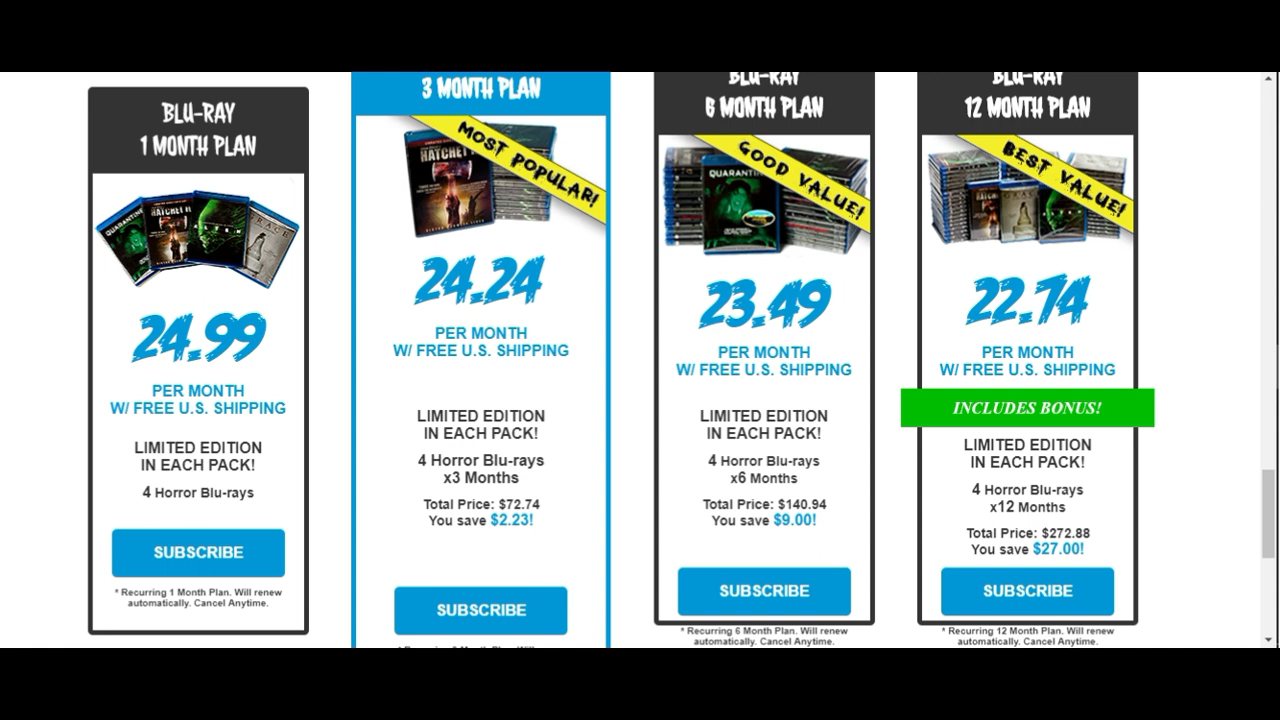 BLU-RAY
1 MONTH PLAN
24.99
PER MONTH
W/ FREE U.S. SHIPPING
LIMITED EDITION
IN EACH PACK!
4 Horror Blu-rays
SUBSCRIBE
* Recurring 1 Month Plan. Will renew
automatically. Cancel Anytime.
3 MONTH PLAN
MOST POPULAR!
HATCHET
24.24
PER MONTH
W/ FREE U.S. SHIPPING
LIMITED EDITION
IN EACH PACK!
4 Horror Blu-rays
x3 Months
Total Price: $72.74
You save $2.23!
SUBSCRIBE
BLU-RAY
6 MONTH PLAN
GOOD VALUE!
23.49
PER MONTH
W/ FREE U.S. SHIPPING
LIMITED EDITION
IN EACH PACK!
4 Horror Blu-rays
x6 Months
Total Price: $140.94
You save $9.00!
SUBSCRIBE
* Recurring 6 Month Plan. Will renew
automatically. Cancel Anytime.
BLU-RAY
12 MONTH PLAN
BEST VALUE!
22.74
PER MONTH
W/ FREE U.S. SHIPPING
INCLUDES BONUS!
LIMITED EDITION
IN EACH PACK!
4 Horror Blu-rays
x12 Months
Total Price: $272.88
You save $27.00!
SUBSCRIBE
* Recurring 12 Month Plan. Will renew
automatically. Cancel Anytime.